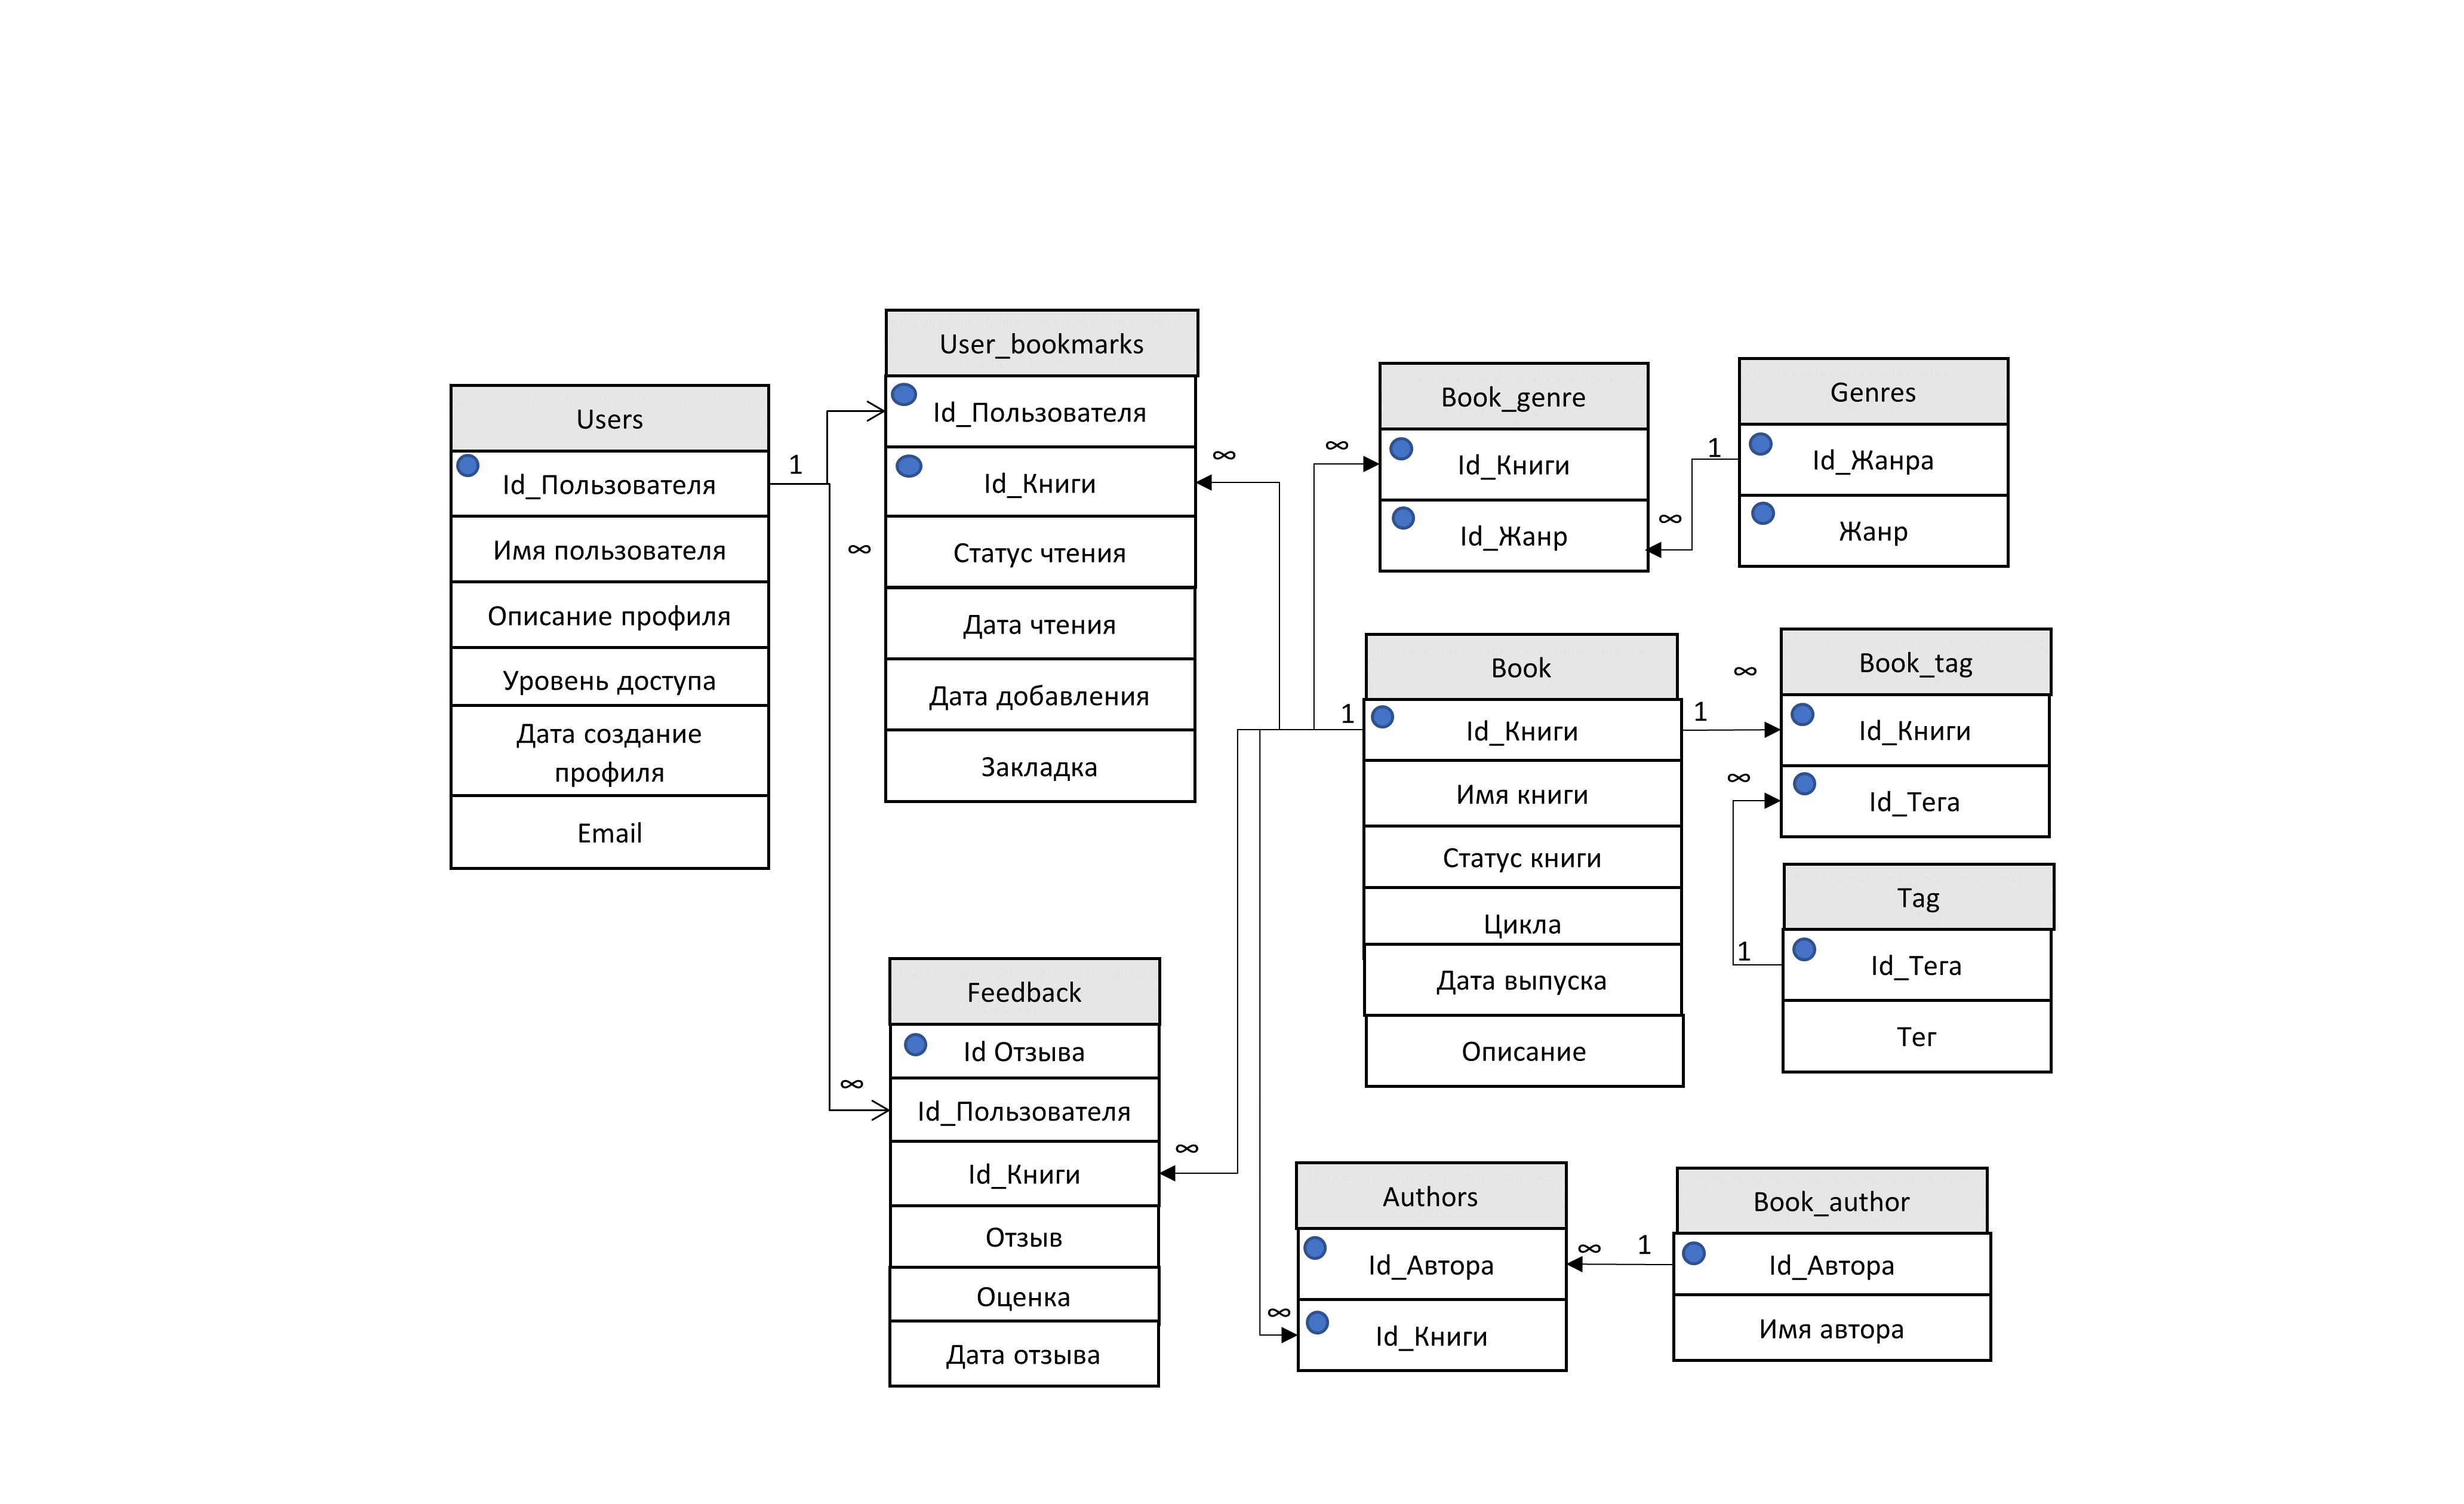 Users
Id_Пользователя
Имя пользователя
Описание профиля
Уровень доступа
Дата создание
профиля
Email
1
∞
User_bookmarks
Id_Пользователя
Id_Книги
Статус чтения
Дата чтения
Дата добавления
Закладка
∞
∞
Feedback
Id Отзыва
Id_Пользователя
Id_Книги
Отзыв
Оценка
Дата отзыва
∞
∞
Book_genre
Id_Книги
Id_Жанр
∞
1
Genres
Id_Жанра
Жанр
1
Book
Id_Книги
Имя книги
Статус книги
Цикла
Дата выпуска
Описание
1
∞
Book_tag
Id_Книги
Id_Тега
∞
1
Tag
Id_Тега
Тег
∞
Authors
Id_Автора
Id_Книги
∞
1
Book_author
Id_Автора
Имя автора